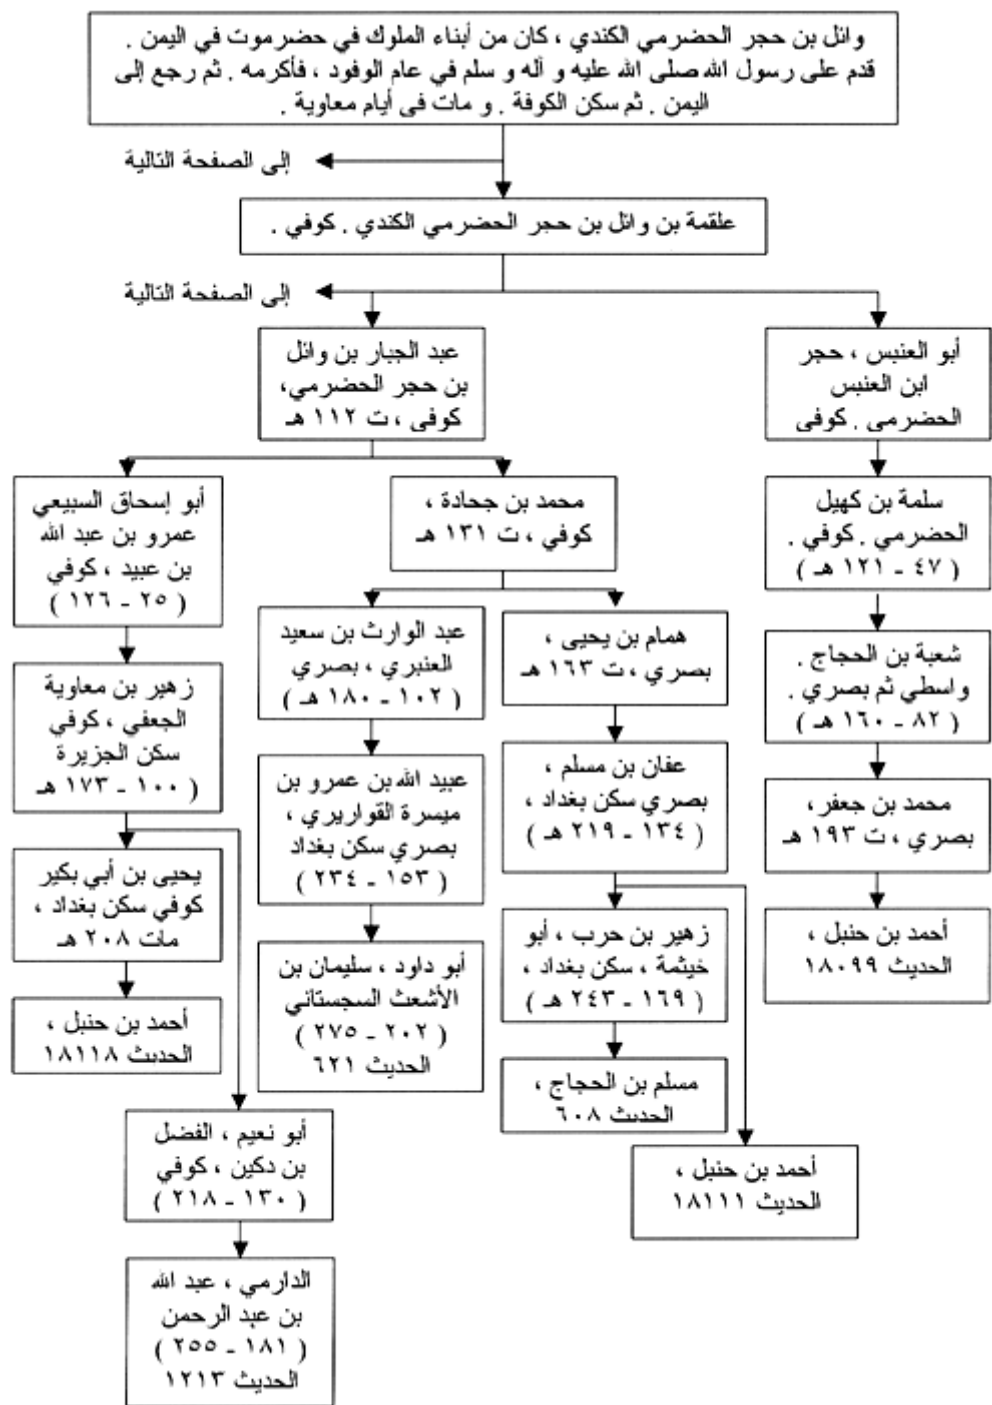 وائل بن حجر الحضرمي الكندي ، كان من أبناء الملوك في حضرموت في اليمن .
قدم على رسول الله صلى الله عليه و آله و سلم في عام الوفود ، فأكرمه . ثم رجع إلى
اليمن . ثم سكن الكوفة . و مات في أيام معاوية .
إلى الصفحة التالية
علقمة بن وائل بن حجر الحضرمي الكندي . كوفي .
إلى الصفحة التالية
أبو العنبس ، حجر
ابن العنبس
الحضرمي . كوفي
سلمة بن كهيل
الحضرمي . كوفي .
( ٤٧ - ١٢١ هـ )
شعبة بن الحجاج .
واسطي ثم بصري .
( ٨٢ - ١٦٠ هـ )
محمد بن جعفر ،
بصري ، ت ١٩٣ هـ
أحمد بن حنبل ،
الحديث ١٨٠٩٩
عبد الجبار بن وائل
بن حجر الحضرمي ،
كوفي ، ت ١١٢ هـ
محمد بن جحادة ،
كوفي ، ت ١٣١ هـ
همام بن يحيى ،
بصري ، ت ١٦٣ هـ
عفان بن مسلم ،
بصري سكن بغداد ،
( ١٣٤ - ٢١٩ هـ )
زهير بن حرب ، أبو
خيثمة ، سكن بغداد ،
( ١٦٩ - ٢٤٣ هـ )
مسلم بن الحجاج ،
الحديث ٦٠٨
أحمد بن حنبل ،
الحديث ١٨١١١
عبد الوارث بن سعيد
العنبري ، بصري
( ١٠٢ - ١٨٠ هـ )
عبيد الله بن عمرو بن
ميسرة القواريري ،
بصري سكن بغداد
( ١٥٣ - ٢٣٤ )
أبو داود ، سليمان بن
الأشعث السجستاني
( ٢٠٢ - ٢٧٥ )
الحديث ٦٢١
أبو إسحاق السبيعي
عمرو بن عبد الله
بن عبيد ، كوفي
( ٢٥ - ١٢٦ )
زهير بن معاوية
الجعفي ، كوفي
سكن الجزيرة
( ١٠٠ - ١٧٣ هـ
يحيى بن أبي بكير
كوفي سكن بغداد ،
مات ٢٠٨ هـ
أحمد بن حنبل ،
الحديث ١٨١١٨
أبو نعيم ، الفضل
بن دكين ، كوفي
( ١٣٠ - ٢١٨ )
الدارمي ، عبد الله
بن عبد الرحمن
( ١٨١ - ٢٥٥ )
الحديث ١٢١٣